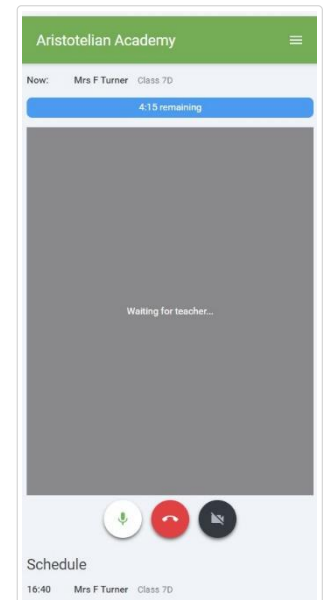 Aristotelian Academy
Now: Mrs F Turner Class 7D
4:15 remaining
Waiting for teacher...
Schedule
16:40 Mrs F Turner Class 7D